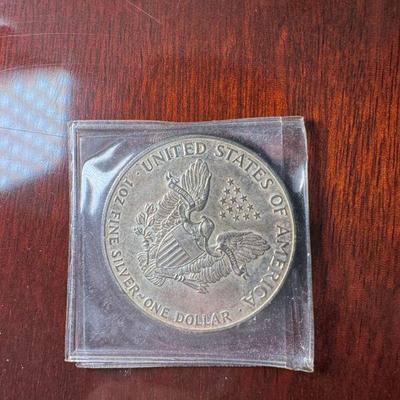 UNITED STATES OF AMERICA
1 OZ. FINE SILVER~ONE DOLLAR